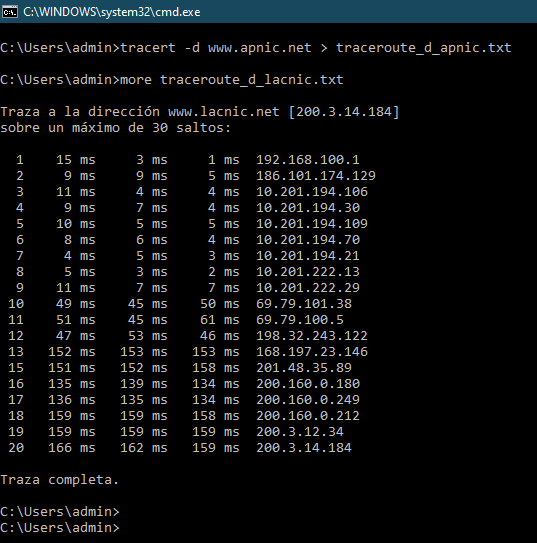 C:\WINDOWS\system32\cmd.exe
C:\Users\admin>tracert -d www.apnic.net > traceroute_d_apnic.txt
C:\Users\admin>more traceroute_d_lacnic.txt
Traza a la dirección www.lacnic.net [200.3.14.184]
sobre un máximo de 30 saltos:
1 15 ms 3 ms 1 ms 192.168.100.1
2 9 ms 9 ms 5 ms 186.101.174.129
3 11 ms 4 ms 4 ms 10.201.194.106
4 9 ms 7 ms 4 ms 10.201.194.30
5 10 ms 5 ms 5 ms 10.201.194.109
6 8 ms 6 ms 4 ms 10.201.194.70
7 4 ms 5 ms 3 ms 10.201.194.21
8 5 ms 3 ms 2 ms 10.201.222.13
9 11 ms 7 ms 7 ms 10.201.222.29
10 49 ms 45 ms 50 ms 69.79.101.38
11 51 ms 45 ms 61 ms 69.79.100.5
12 47 ms 53 ms 46 ms 198.32.243.122
13 152 ms 153 ms 153 ms 168.197.23.146
15 151 ms 152 ms 158 ms 201.48.35.89
16 135 ms 139 ms 134 ms 200.160.0.180
17 136 ms 135 ms 134 ms 200.160.0.249
18 159 ms 159 ms 158 ms 200.160.0.212
19 159 ms 159 ms 159 ms 200.3.12.34
20 166 ms 162 ms 159 ms 200.3.14.184
Traza completa.
C:\Users\admin>
C:\Users\admin>